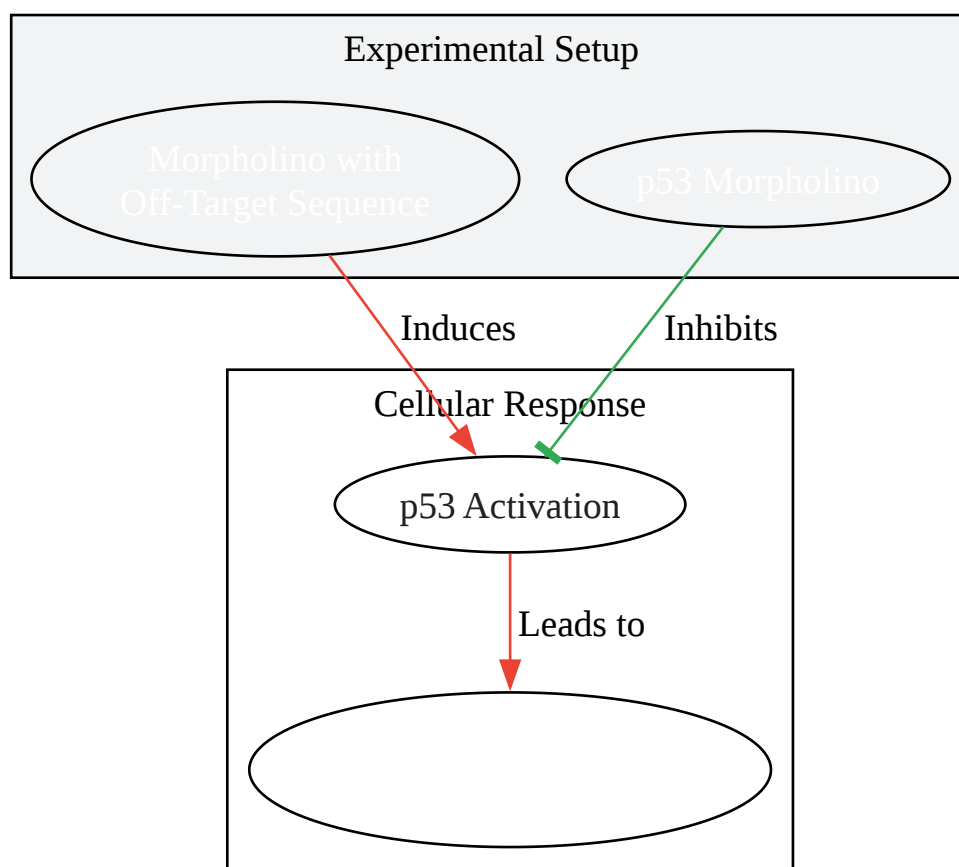 Experimental Setup
Morpholino with
Off-Target Sequence
p53 Morpholino
Induces
Inhibits
Cellular Response
p53 Activation
Leads to